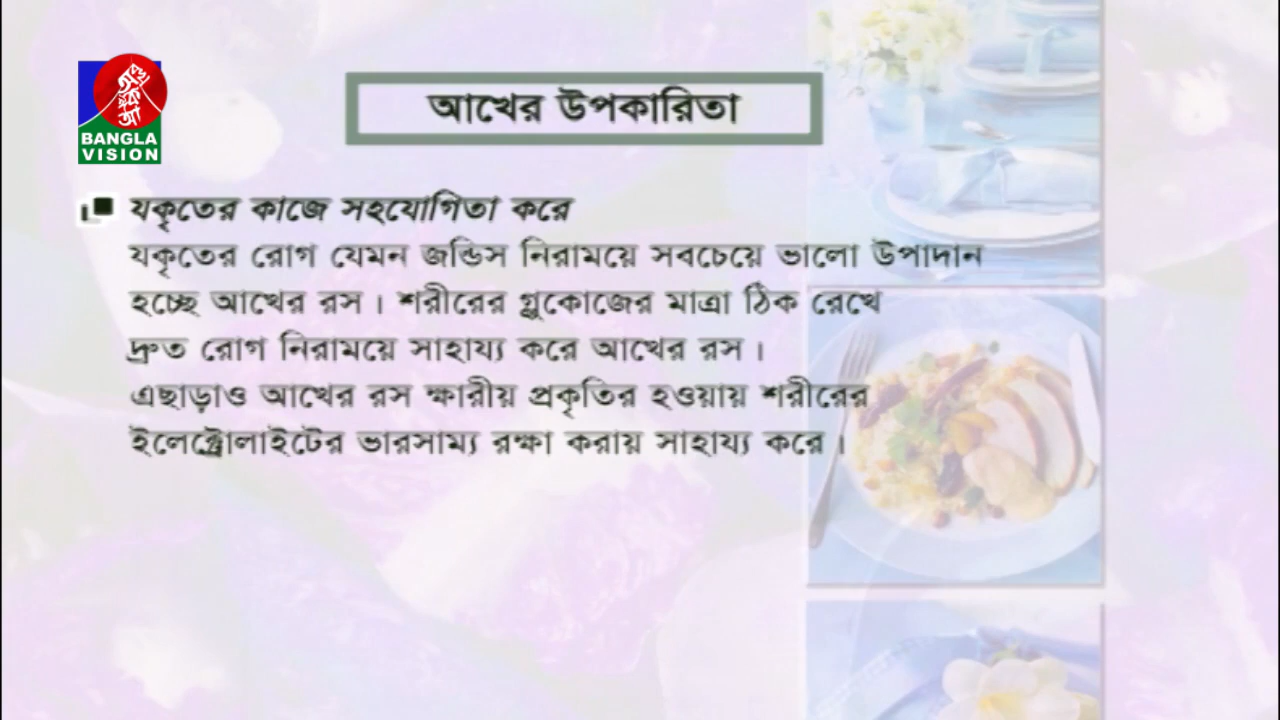 আখের উপকারিতা
BANGLA
VISION
যকৃতের কাজে সহযোগিতা করে
যকৃতের রোগ যেমন জন্ডিস নিরাময়ে সবচেয়ে ভালো উপাদান
হচ্ছে আখের রস। শরীরের গ্লুকোজের মাত্রা ঠিক রেখে
দ্রুত রোগ নিরাময়ে সাহায্য করে আখের রস।
এছাড়াও আখের রস ক্ষারীয় প্রকৃতির হওয়ায় শরীরের
ইলেক্ট্রোলাইটের ভারসাম্য রক্ষা করায় সাহায্য করে।